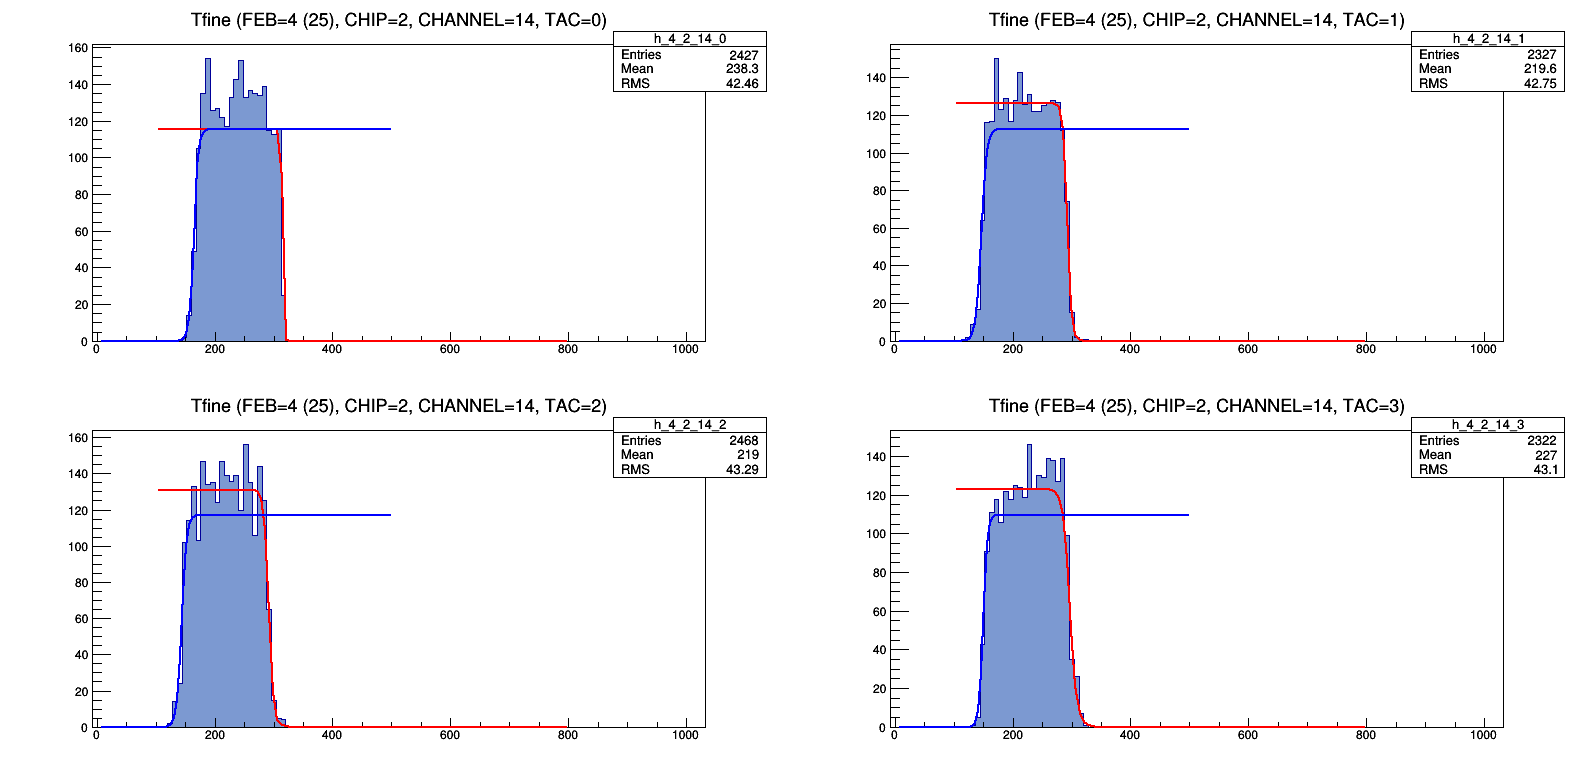 Tfine (FEB=4 (25), CHIP=2, CHANNEL=14, TAC=0)
h_4_2_14_0
Entries 2427
Mean 238.3
RMS 42.46
160
140
120
100
80
60
40
20
0
0 200 400 600 800 1000
Tfine (FEB=4 (25), CHIP=2, CHANNEL=14, TAC=1)
h_4_2_14_1
Entries 2327
Mean 219.6
RMS 42.75
140
120
100
80
60
40
20
0
0 200 400 600 800 1000
Tfine (FEB=4 (25), CHIP=2, CHANNEL=14, TAC=2)
h_4_2_14_2
Entries 2468
Mean 219
RMS 43.29
160
140
120
100
80
60
40
20
0
0 200 400 600 800 1000
Tfine (FEB=4 (25), CHIP=2, CHANNEL=14, TAC=3)
h_4_2_14_3
Entries 2322
Mean 227
RMS 43.1
140
120
100
80
60
40
20
0
0 200 400 600 800 1000